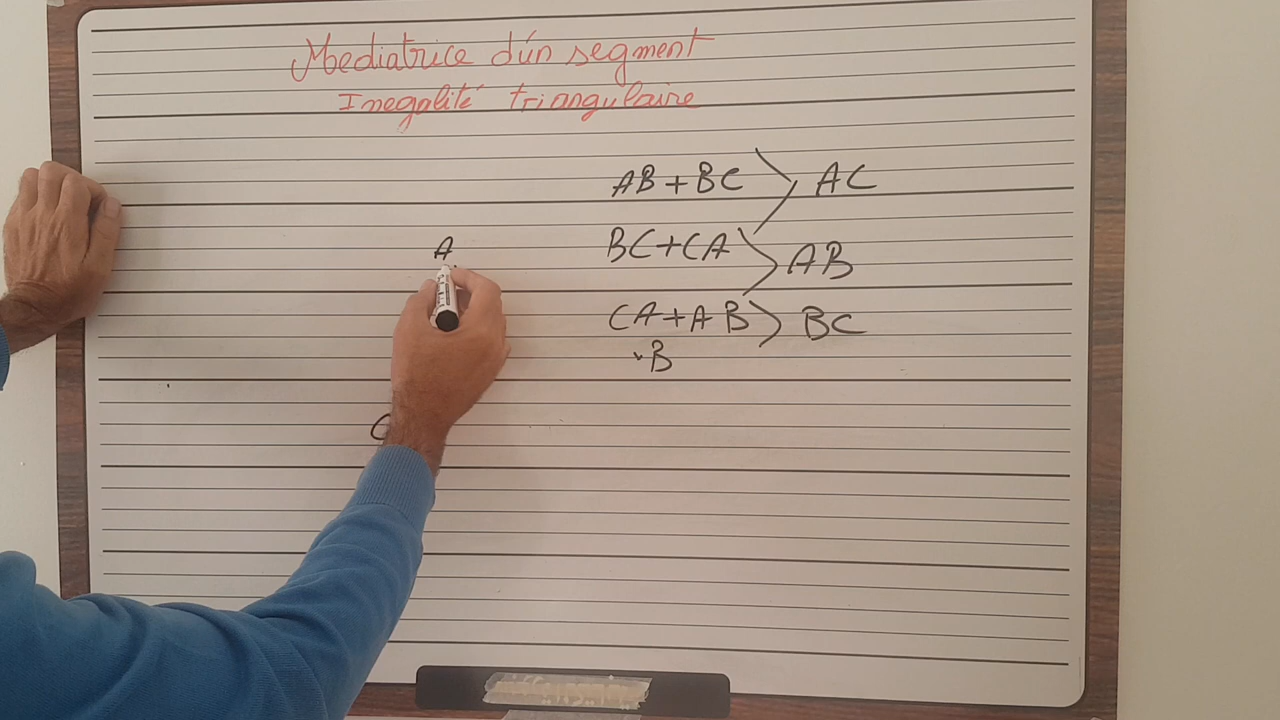 Mediatrice d'un segment
Inegalité triangulaire
AB + BC > AC
BC + CA > AB
A
CA + AB > BC
B
C